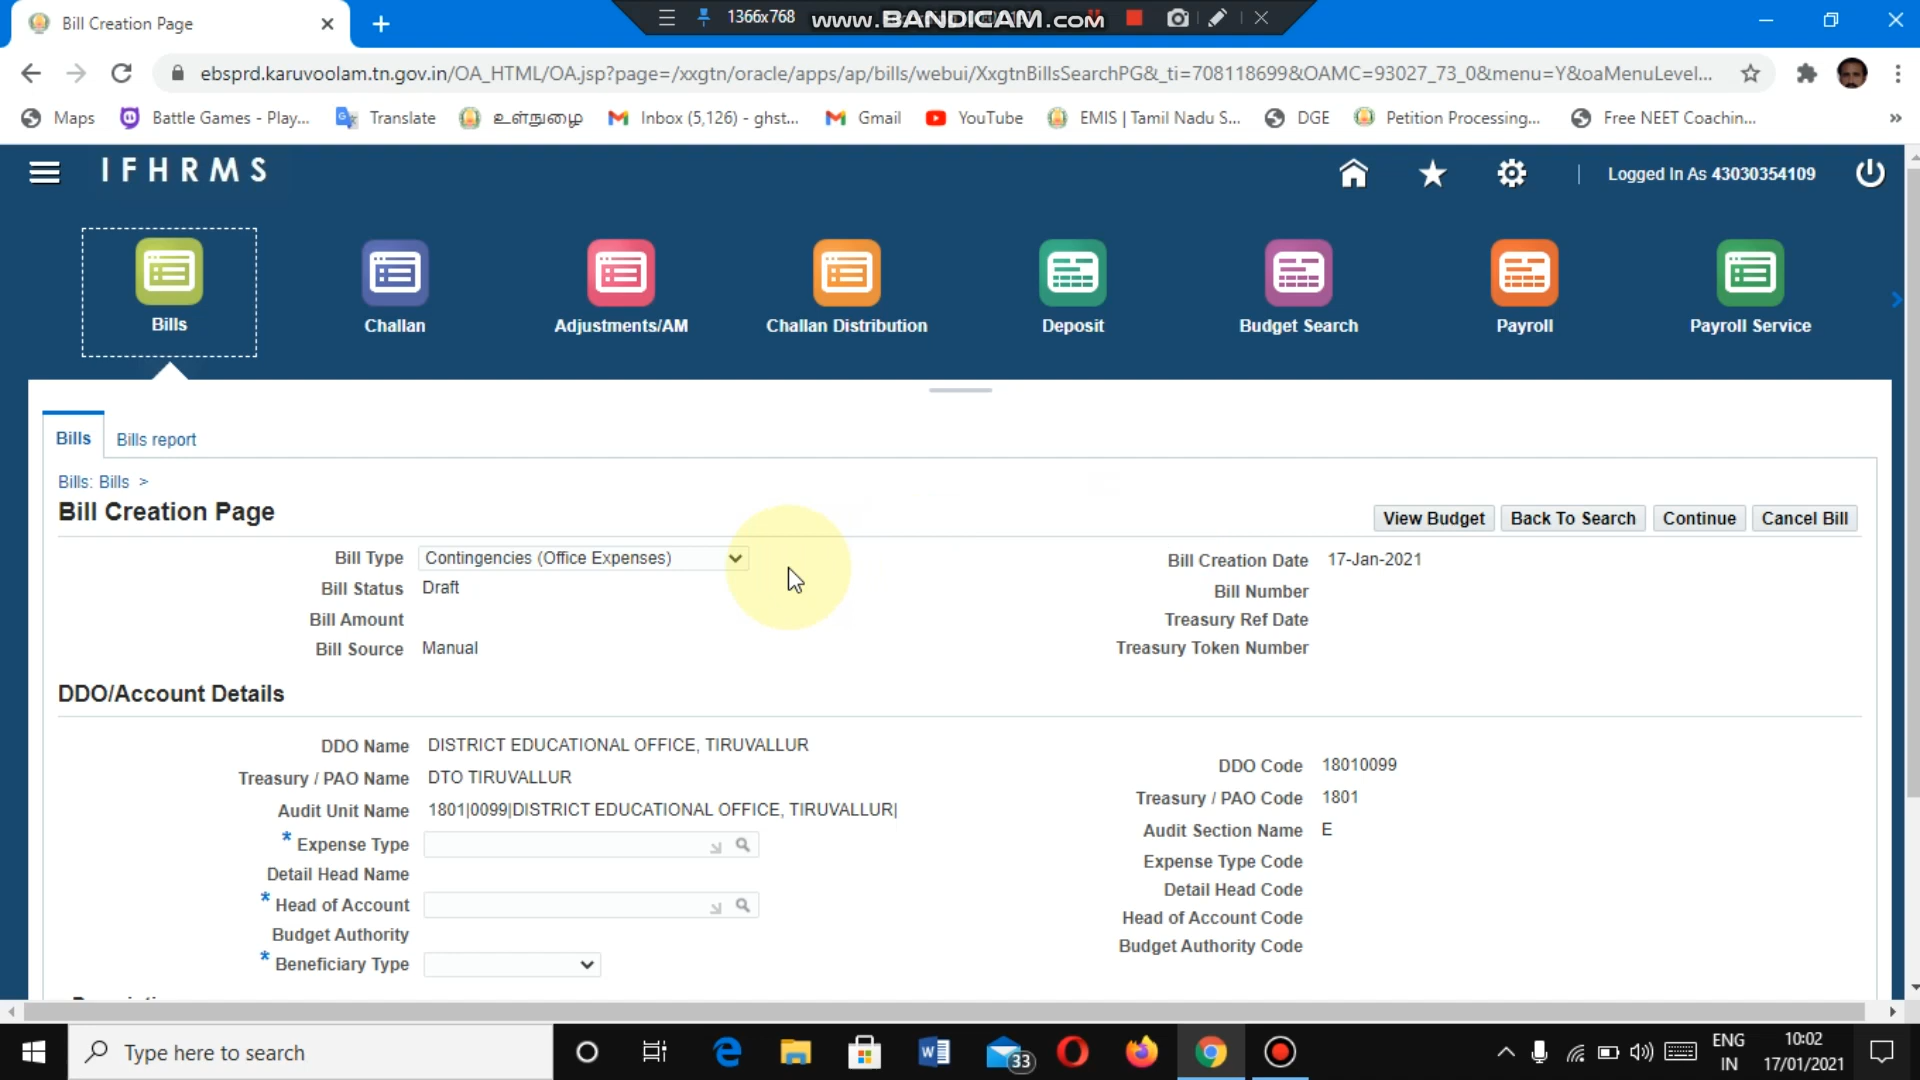 Bill Creation Page
1366x768
www.BANDICAM.com
ebsprd.karuvoolam.tn.gov.in/OA_HTML/OA.jsp?page=/xxgtn/oracle/apps/ap/bills/webui/XxgtnBillsSearchPG&_ti=708118699&OAMC=93027_73_0&menu=Y&oaMenuLevel...
Maps Battle Games - Play... Translate உள்நுழை Inbox (5,126) - ghst... Gmail YouTube EMIS | Tamil Nadu S... DGE Petition Processing... Free NEET Coachin... »
IFHRMS
Logged In As 43030354109
Bills Challan Adjustments/AM Challan Distribution Deposit Budget Search Payroll Payroll Service
Bills Bills report
Bills: Bills >
Bill Creation Page
View Budget Back To Search Continue Cancel Bill
Bill Type Contingencies (Office Expenses) Bill Creation Date 17-Jan-2021
Bill Status Draft Bill Number
Bill Amount Treasury Ref Date
Bill Source Manual Treasury Token Number
DDO/Account Details
DDO Name DISTRICT EDUCATIONAL OFFICE, TIRUVALLUR
DDO Code 18010099
Treasury / PAO Name DTO TIRUVALLUR
Treasury / PAO Code 1801
Audit Unit Name 1801|0099|DISTRICT EDUCATIONAL OFFICE, TIRUVALLUR|
Audit Section Name E
* Expense Type
Expense Type Code
Detail Head Name
Detail Head Code
* Head of Account
Head of Account Code
Budget Authority
Budget Authority Code
* Beneficiary Type
Type here to search
33
ENG
IN
10:02
17/01/2021